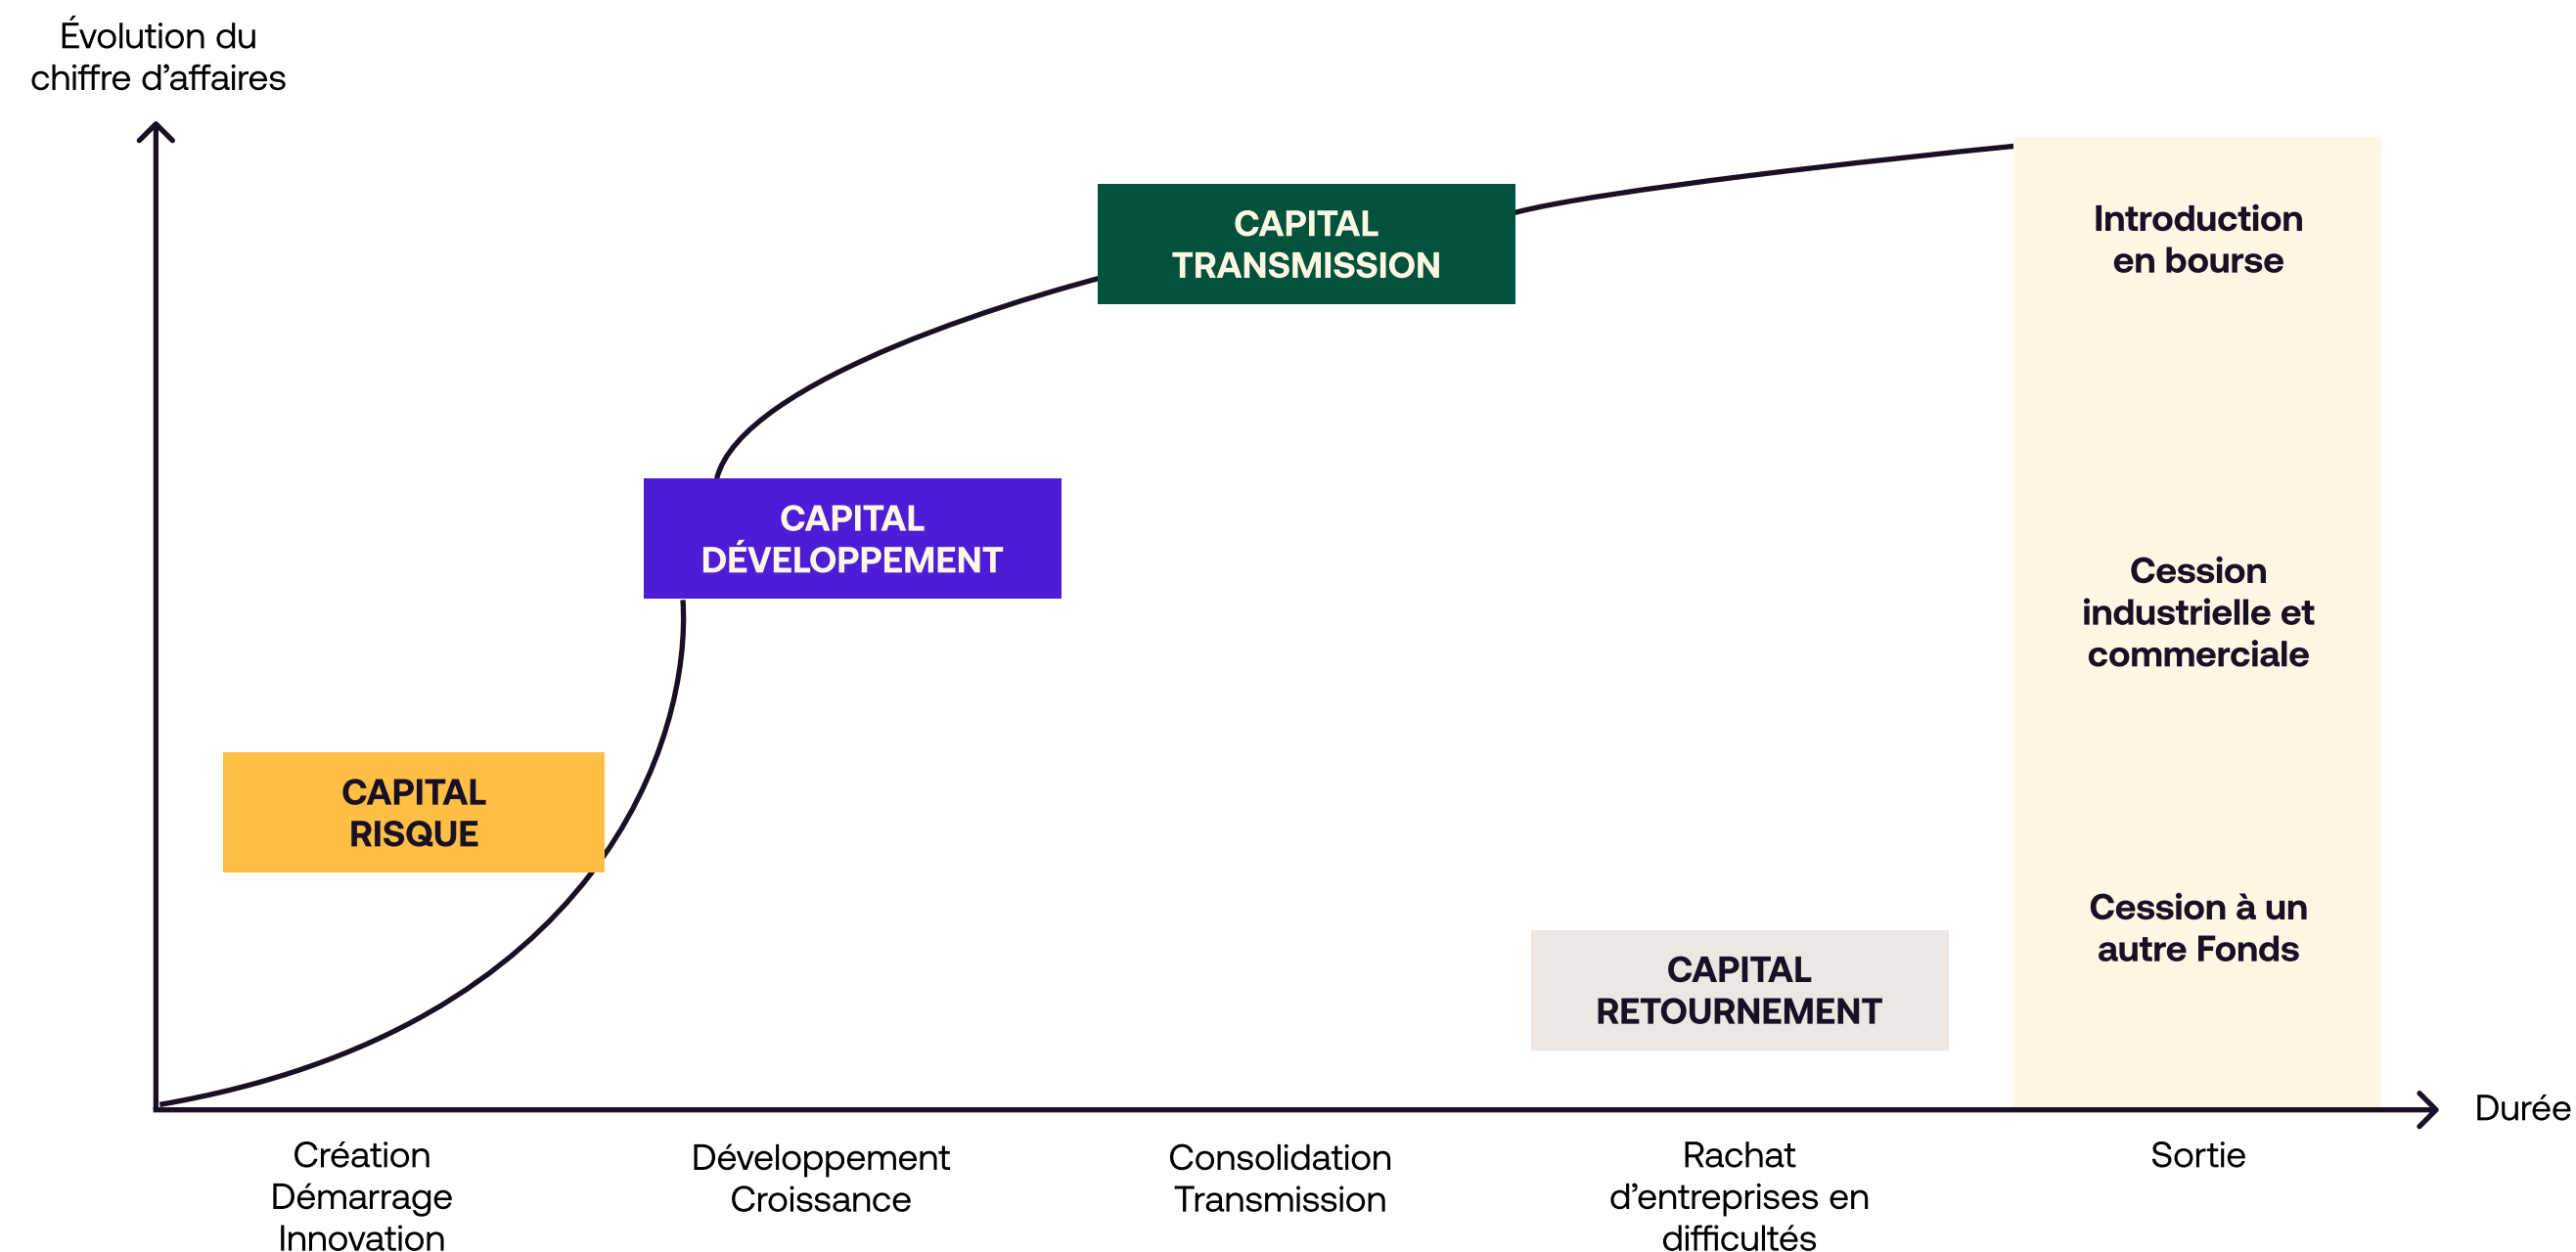 Évolution du
chiffre d’affaires
CAPITAL
TRANSMISSION
Introduction
en bourse
CAPITAL
DÉVELOPPEMENT
Cession
industrielle et
commerciale
CAPITAL
RISQUE
Cession à un
autre Fonds
CAPITAL
RETOURNEMENT
Durée
Création
Démarrage
Innovation
Développement
Croissance
Consolidation
Transmission
Rachat
d’entreprises en
difficultés
Sortie